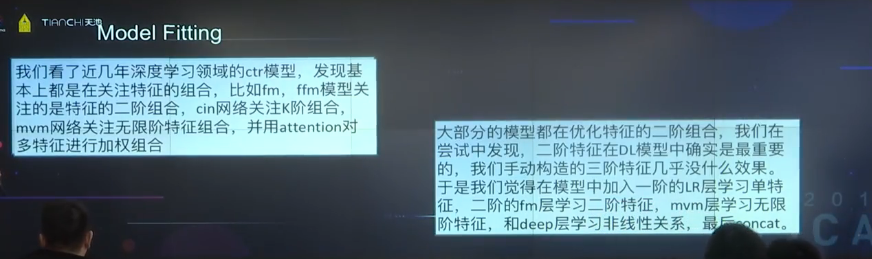 TIANCHI天池
Model Fitting
我们看了近几年深度学习领域的ctr模型，发现基
本上都是在关注特征的组合，比如fm，ffm模型关
注的是特征的二阶组合，cin网络关注K阶组合，
mvm网络关注无限阶特征组合，并用attention对
多特征进行加权组合
大部分的模型都在优化特征的二阶组合，我们在
尝试中发现，二阶特征在DL模型中确实是最重要
的，我们手动构造的三阶特征几乎没什么效果。
于是我们觉得在模型中加入一阶的LR层学习单特
征，二阶的fm层学习二阶特征，mvm层学习无限
阶特征，和deep层学习非线性关系，最后concat。
2 0 1
CA